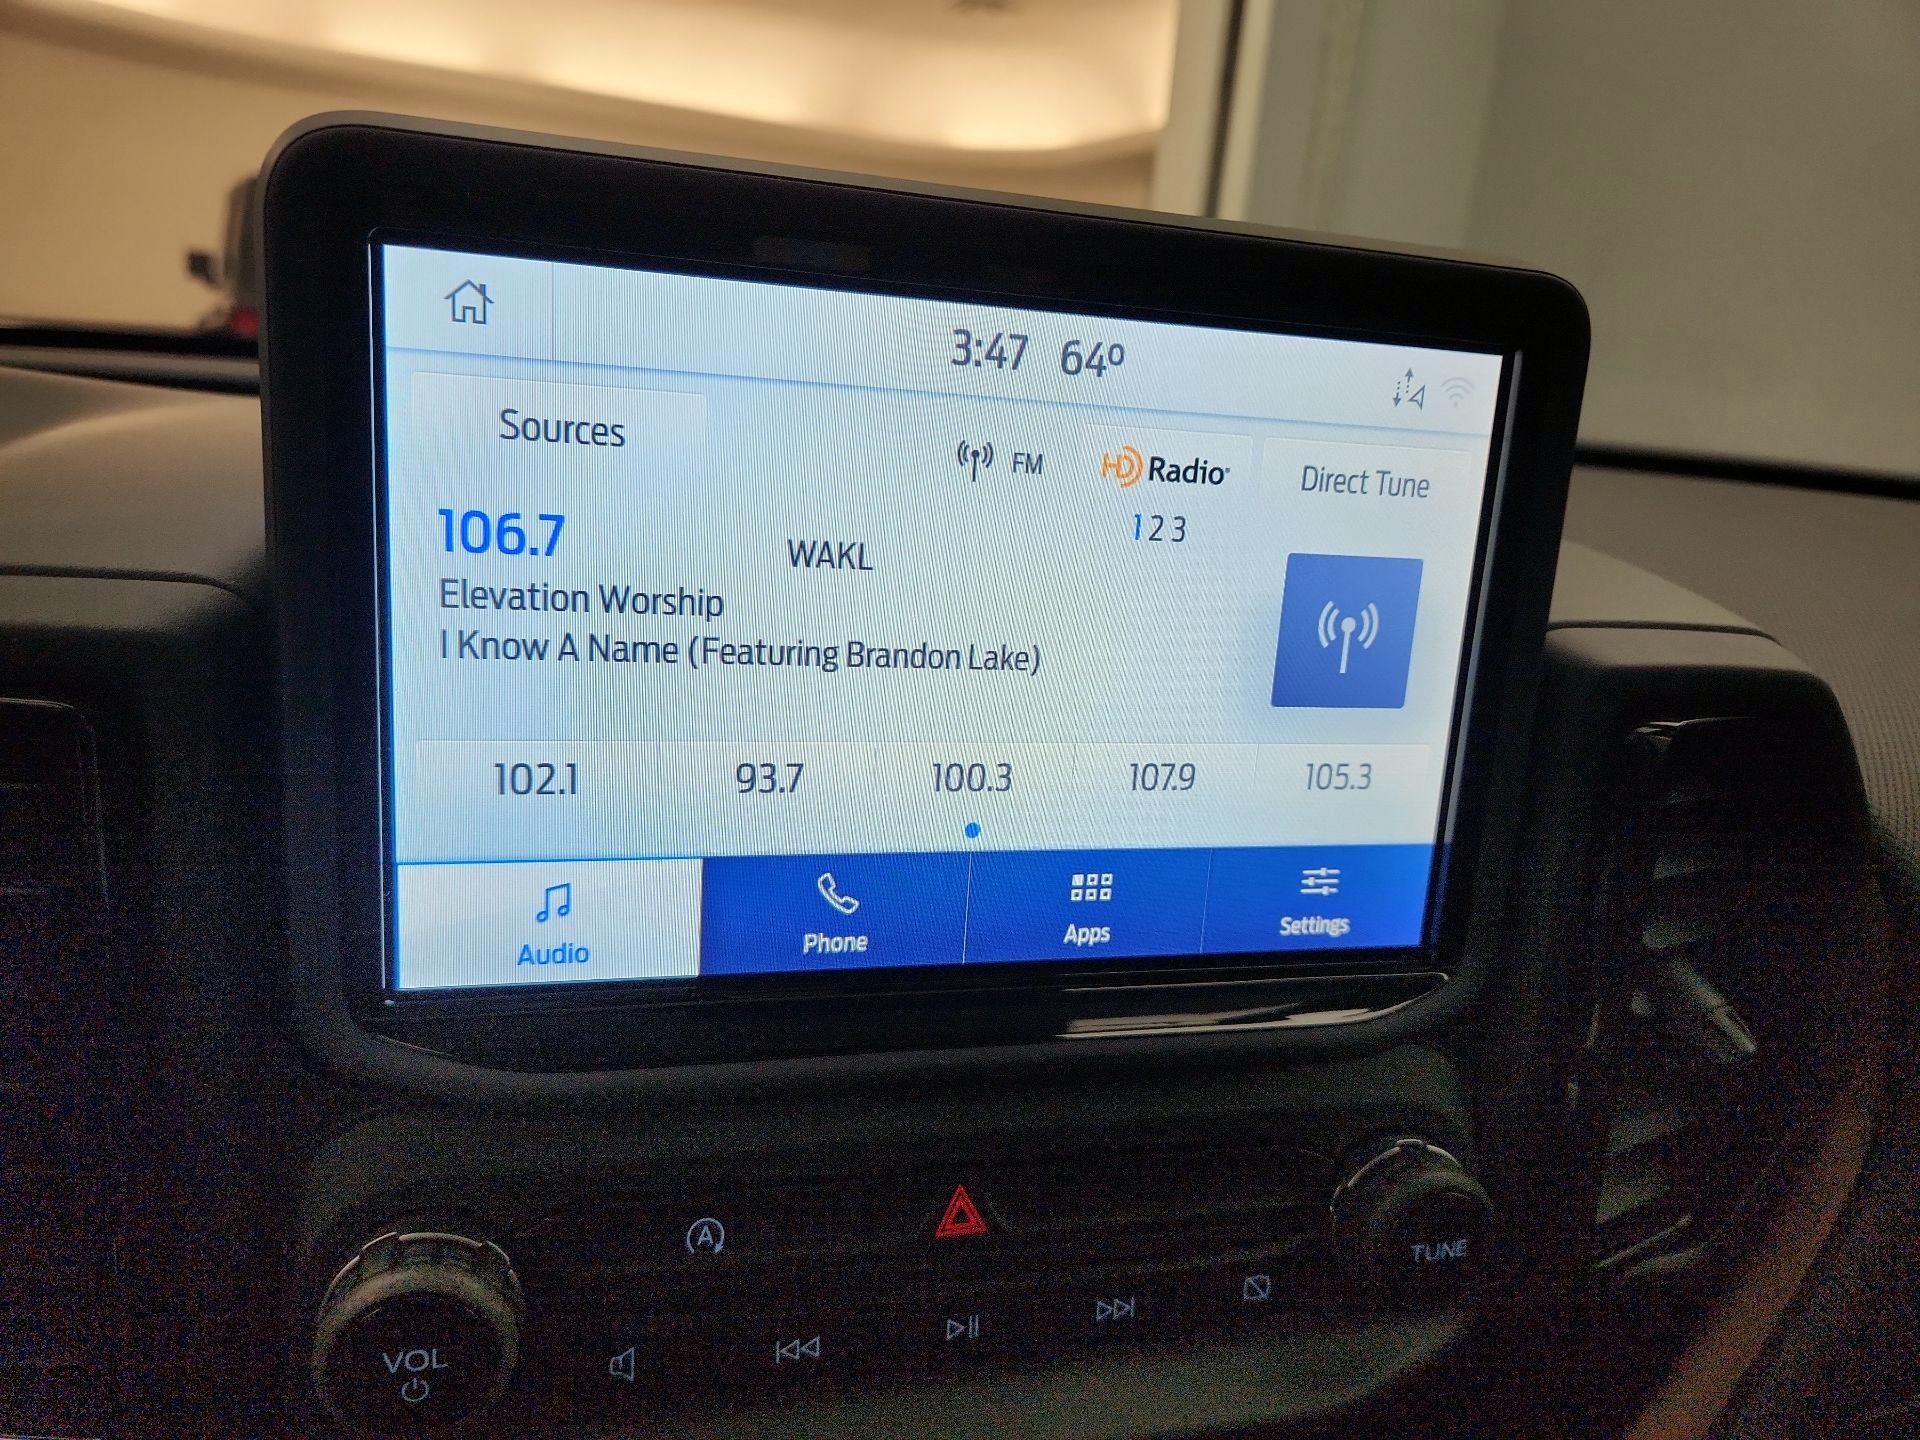 3:47 64º
Sources
FM
HD Radio
Direct Tune
106.7
WAKL
1 2 3
Elevation Worship
I Know A Name (Featuring Brandon Lake)
102.1 93.7 100.3 107.9 105.3
Audio Phone Apps Settings
A
TUNE
VOL